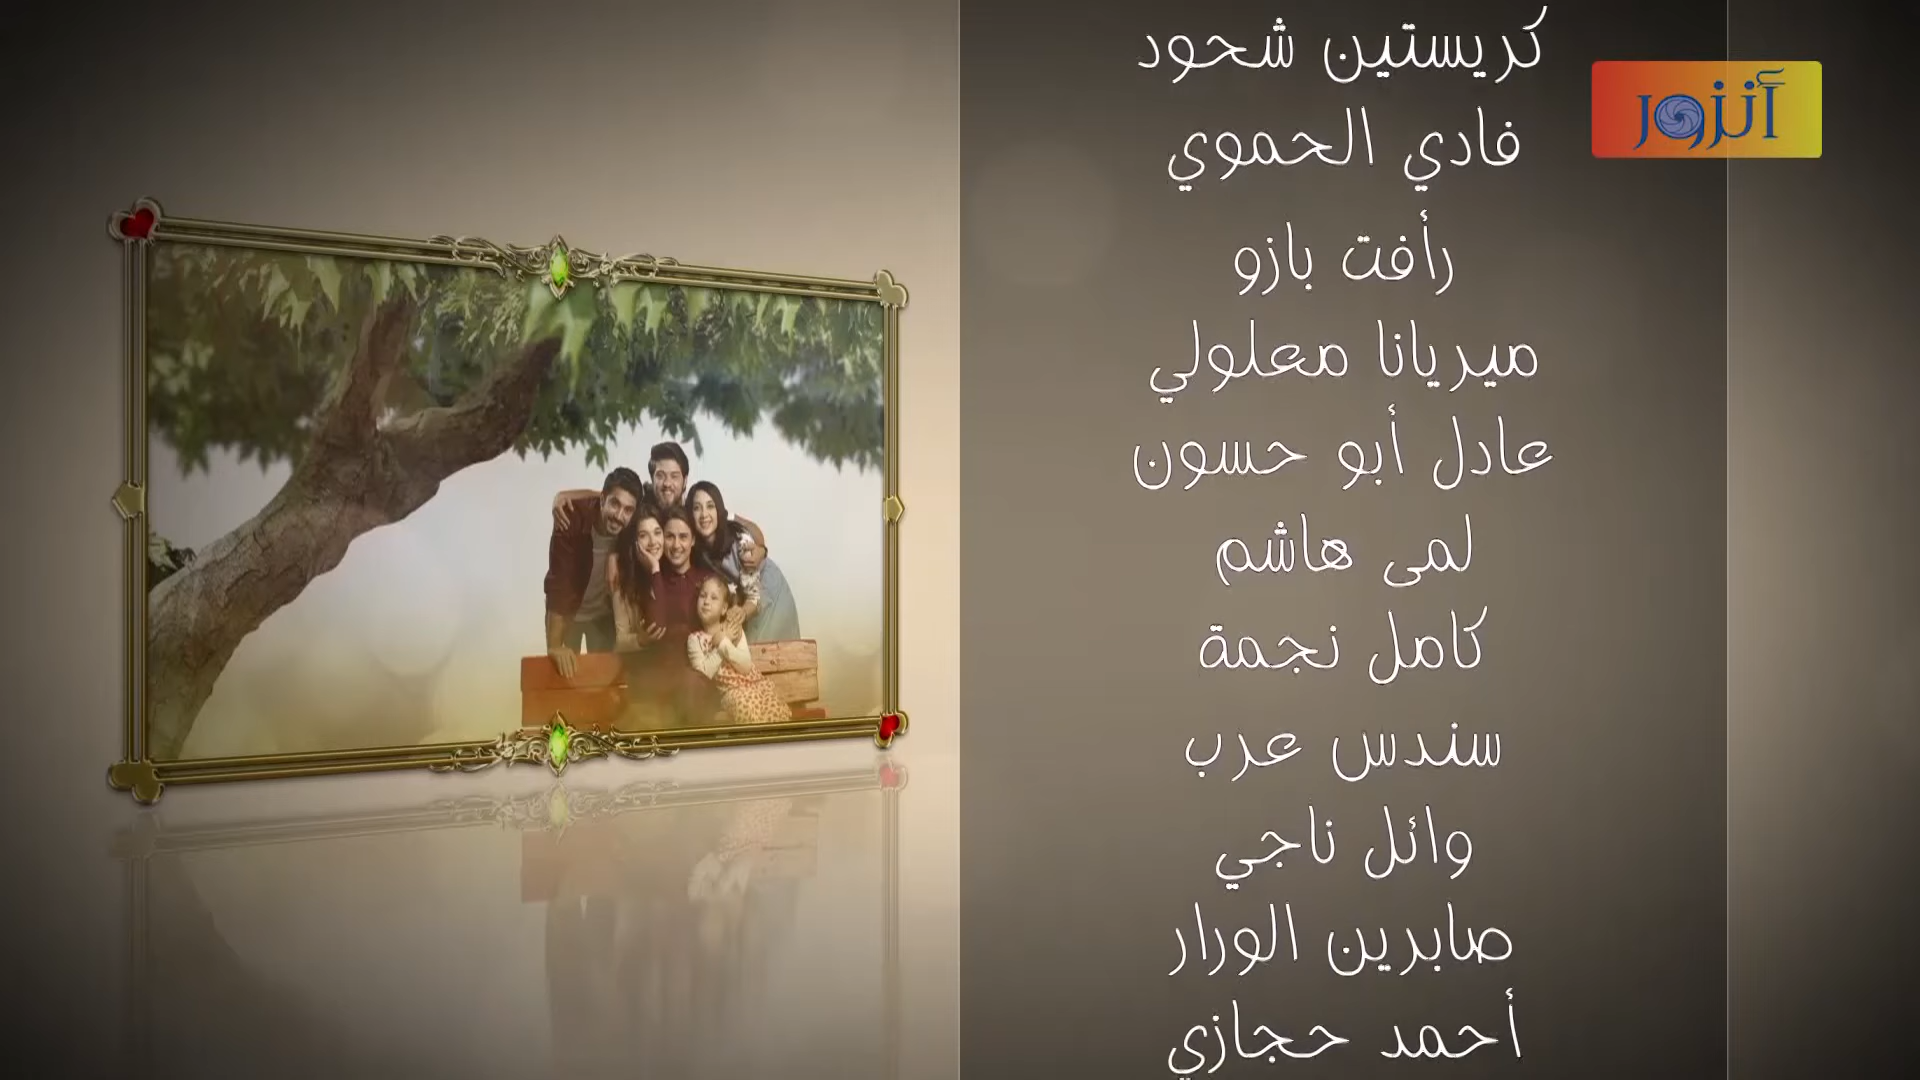 كريستين شحود
آنزور
فادي الحموي
رأفت بازو
ميريانا معلولي
عادل أبو حسون
لمى هاشم
كامل نجمة
سندس عرب
وائل ناجي
صابرين الورار
أحمد حجازي